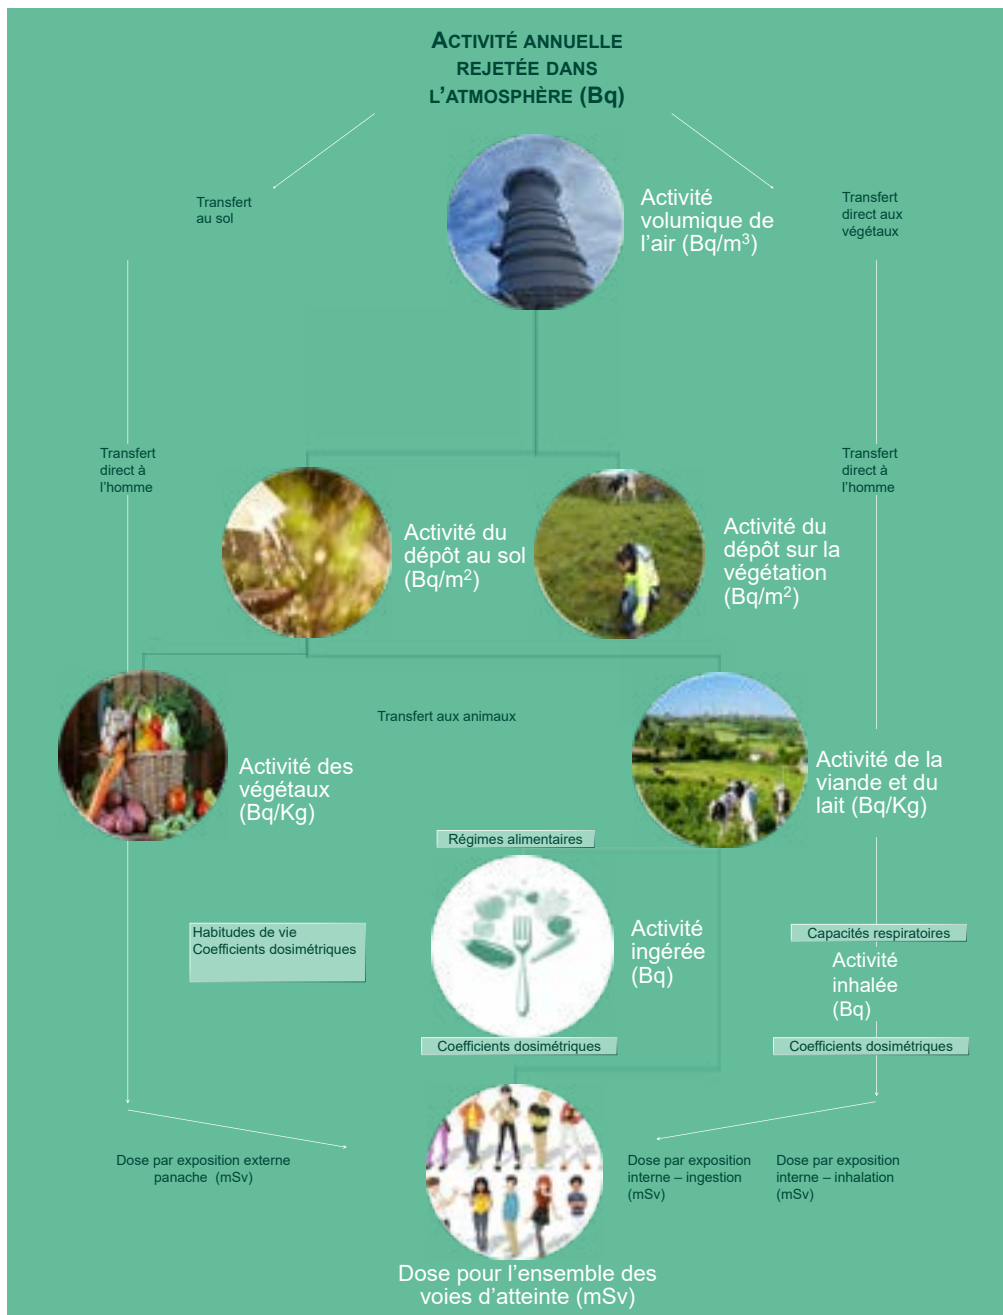 ACTIVITÉ ANNUELLE
REJETÉE DANS
L'ATMOSPHÈRE (Bq)
Transfert
au sol
Activité
volumique de
l'air (Bq/m³)
Transfert
direct aux
végétaux
Transfert
direct à
l'homme
Transfert
direct à
l'homme
Activité du
dépôt au sol
(Bq/m²)
Activité du
dépôt sur la
végétation
(Bq/m²)
Transfert aux animaux
Activité des
végétaux
(Bq/Kg)
Activité de la
viande et du
lait (Bq/Kg)
Régimes alimentaires
Habitudes de vie
Coefficients dosimétriques
Activité
ingérée
(Bq)
Capacités respiratoires
Activité
inhalée
(Bq)
Coefficients dosimétriques
Coefficients dosimétriques
Dose par exposition externe
panache (mSv)
Dose par exposition
interne – ingestion
(mSv)
Dose par exposition
interne – inhalation
(mSv)
Dose pour l'ensemble des
voies d'atteinte (mSv)